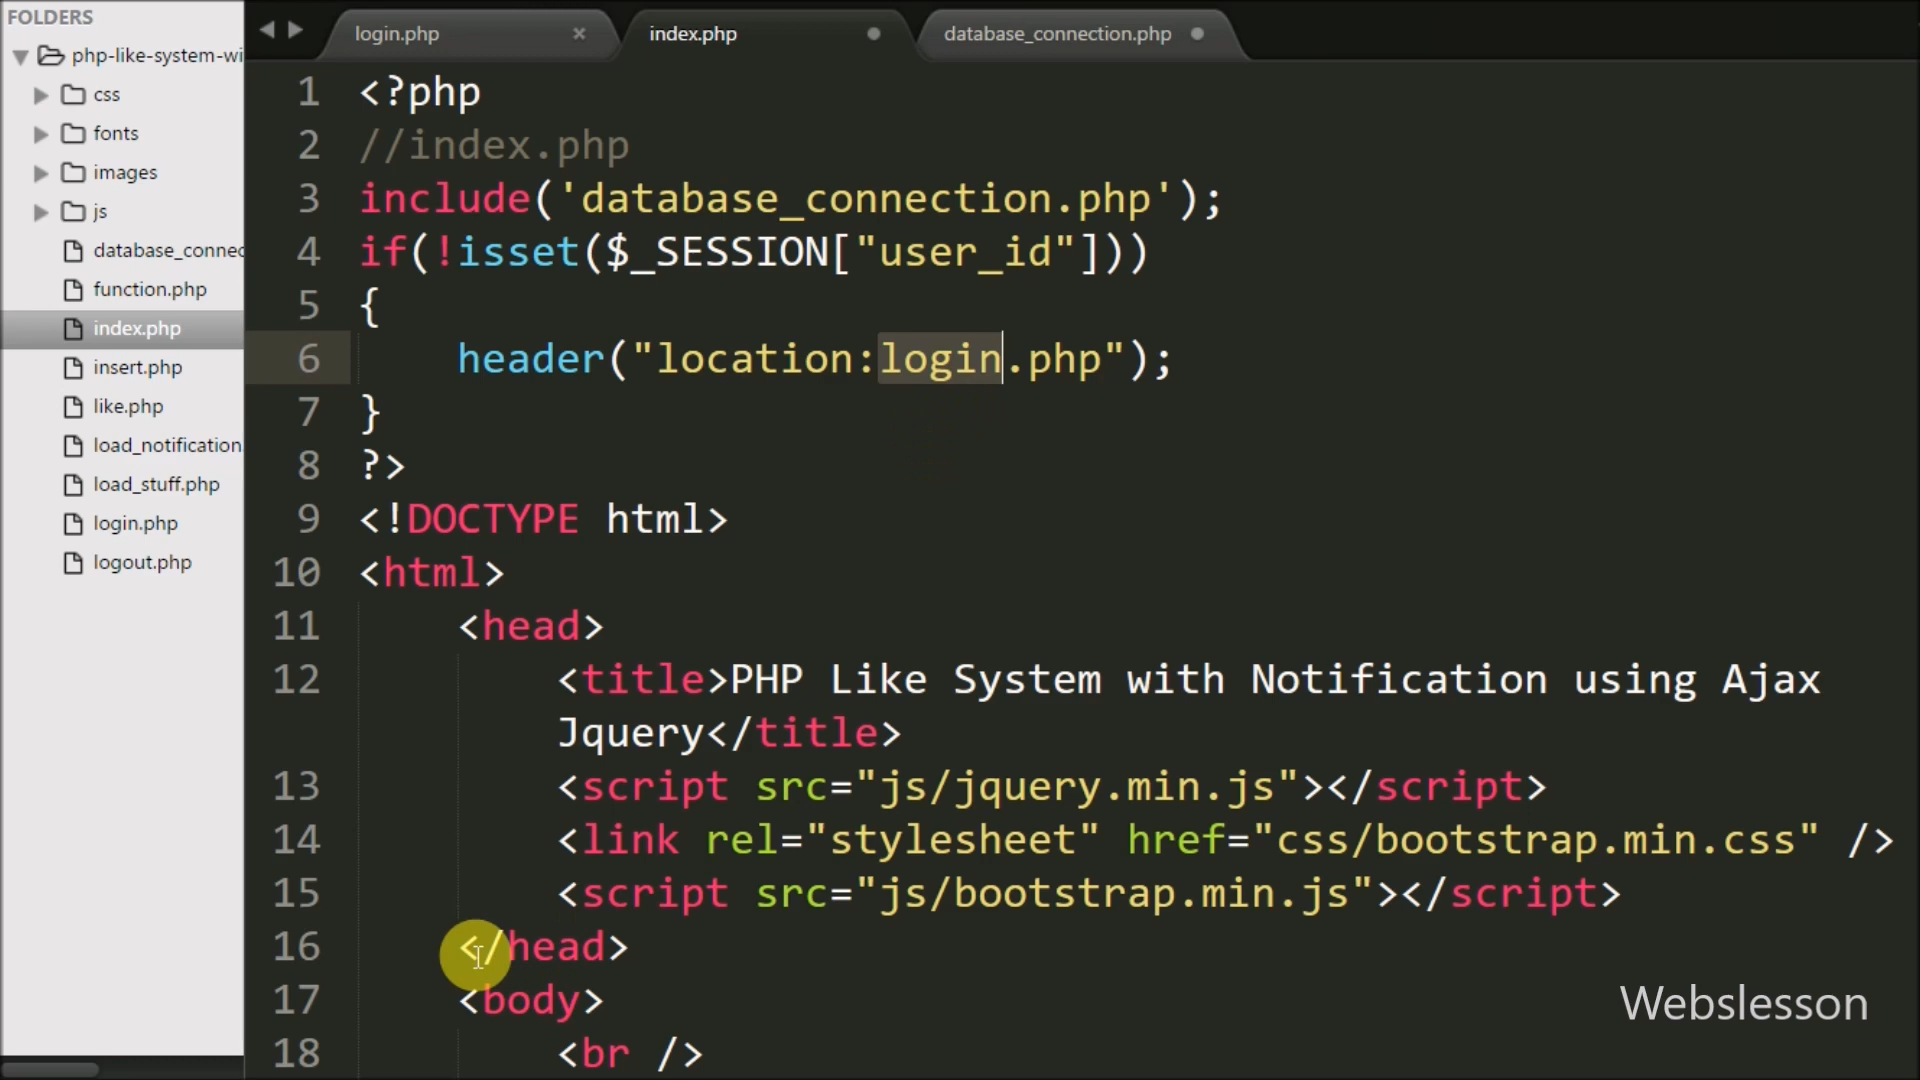 FOLDERS
php-like-system-wi
css
fonts
images
js
database_connec
function.php
index.php
insert.php
like.php
load_notification.
load_stuff.php
login.php
logout.php
login.php × index.php database_connection.php
1 <?php
2 //index.php
3 include('database_connection.php');
4 if(!isset($_SESSION["user_id"]))
5 {
6 header("location:login.php");
7 }
8 ?>
9 <!DOCTYPE html>
10 <html>
11 <head>
12 <title>PHP Like System with Notification using Ajax
Jquery</title>
13 <script src="js/jquery.min.js"></script>
14 <link rel="stylesheet" href="css/bootstrap.min.css" />
15 <script src="js/bootstrap.min.js"></script>
16 </head>
17 <body>
18 <br />
Webslesson